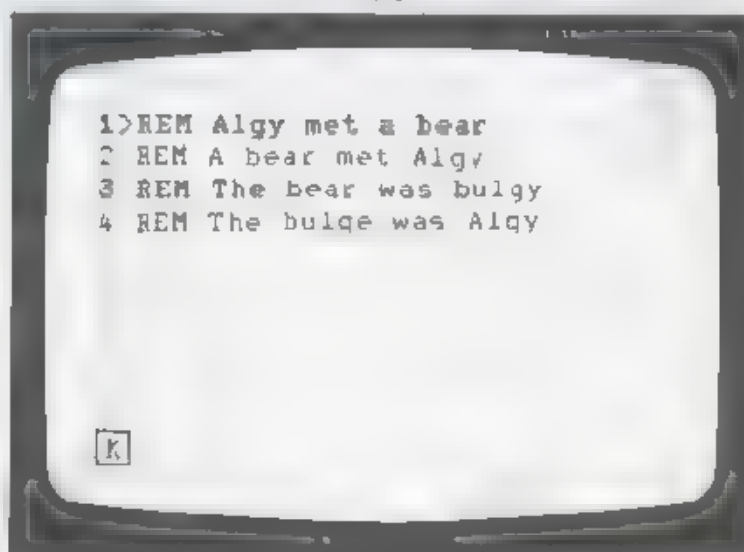 1>REM Algy met a bear
2 REM A bear met Algy
3 REM The bear was bulgy
4 REM The bulge was Algy
K